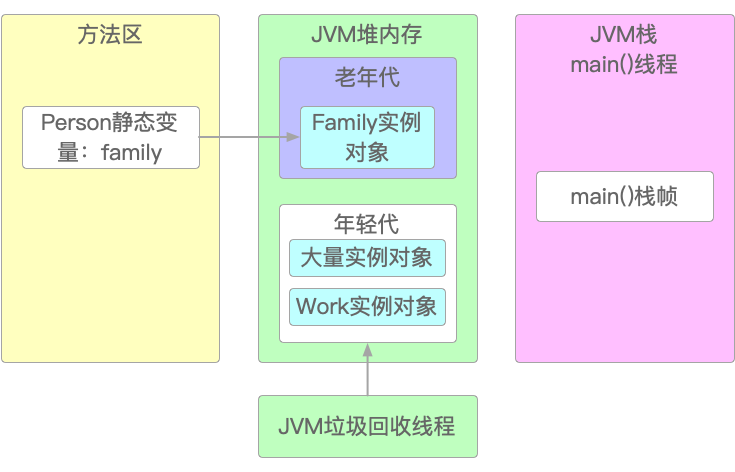 方法区
Person静态变
量：family
JVM堆内存
老年代
Family实例
对象
年轻代
大量实例对象
Work实例对象
JVM垃圾回收线程
JVM栈
main()线程
main()栈帧